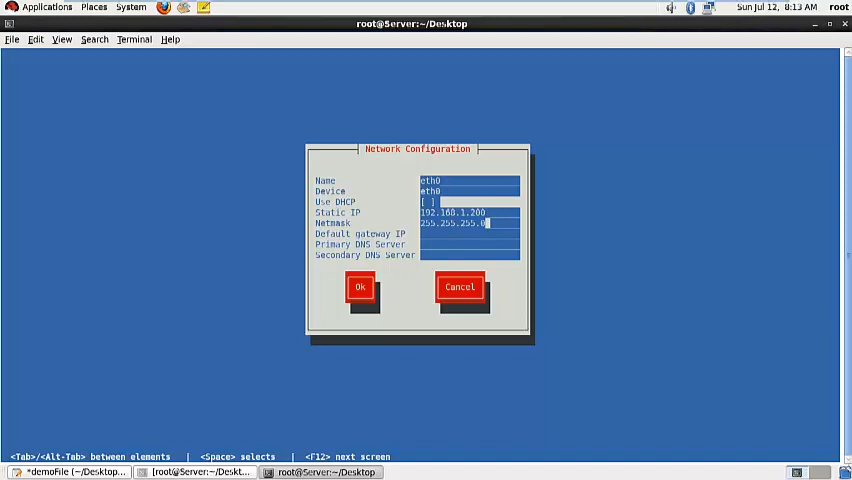 Applications Places System Sun Jul 12, 8:13 AM root
root@Server:~/Desktop
File Edit View Search Terminal Help
Network Configuration
Name eth0
Device eth0
Use DHCP [ ]
Static IP 192.168.1.200
Netmask 255.255.255.0
Default gateway IP
Primary DNS Server
Secondary DNS Server
Ok Cancel
<Tab>/<Alt-Tab> between elements | <Space> selects | <F12> next screen
*demoFile (~/Desktop... [root@Server:~/Deskt... root@Server:~/Desktop